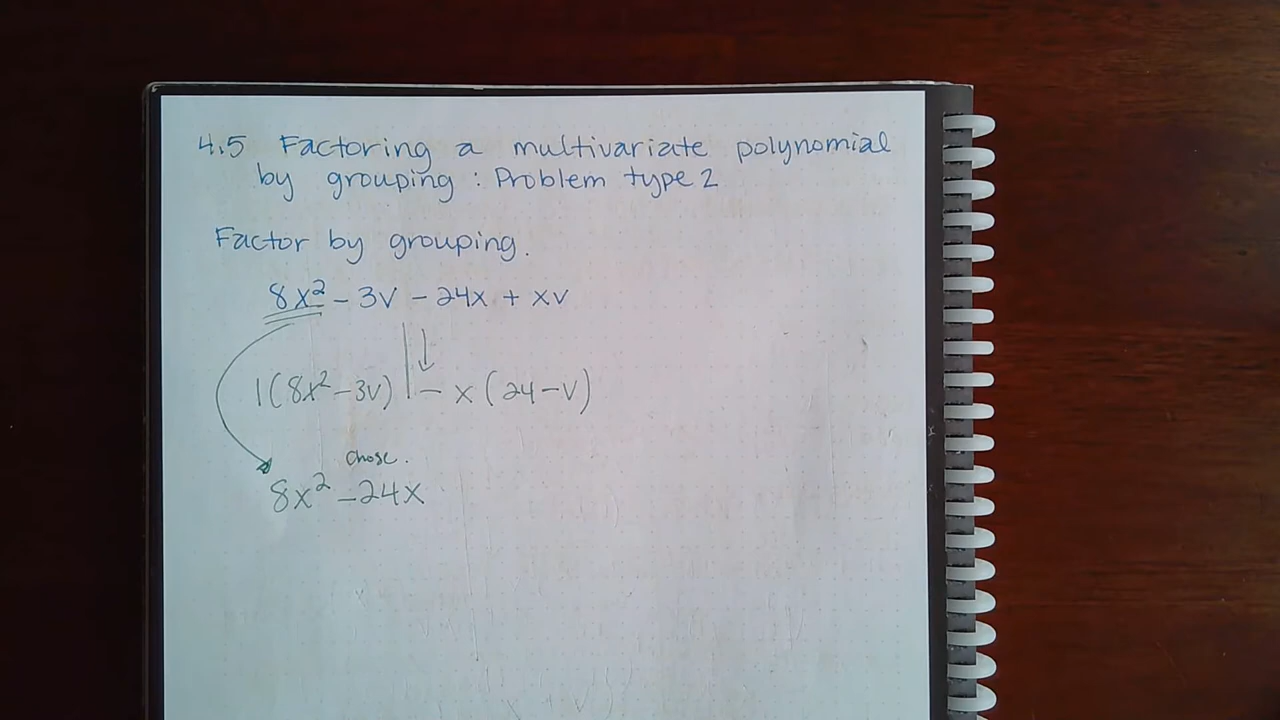 4.5 Factoring a multivariate polynomial
by grouping : Problem type 2
Factor by grouping.
8x² - 3v - 24x + xv
1(8x² - 3v) | - x (24 - v)
chose.
8x² - 24x